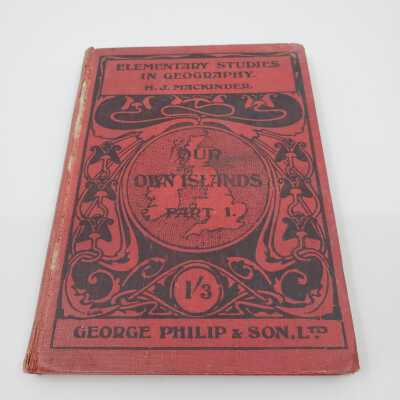 ELEMENTARY STUDIES
IN GEOGRAPHY.
H. J. MACKINDER.
OUR
OWN ISLANDS
PART I.
1/3
GEORGE PHILIP & SON, LTD